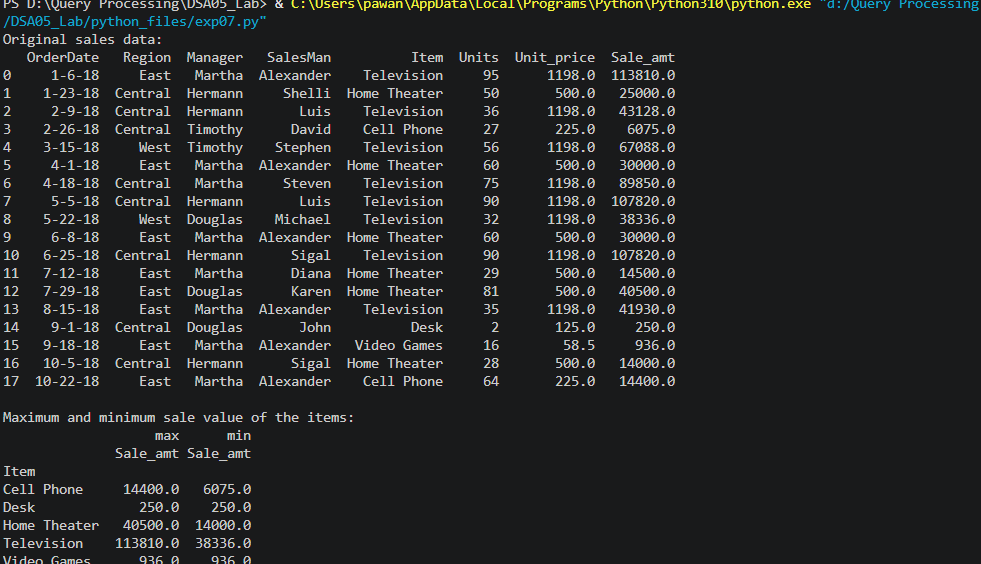 PS D:\Query Processing\DSA05_Lab> & C:\Users\pawan\AppData\Local\Programs\Python\Python310\python.exe "d:/Query Processing
/DSA05_Lab/python_files/exp07.py"
Original sales data:
   OrderDate   Region  Manager   SalesMan          Item  Units  Unit_price  Sale_amt
0     1-6-18     East   Martha  Alexander    Television     95      1198.0  113810.0
1    1-23-18  Central  Hermann     Shelli  Home Theater     50       500.0   25000.0
2     2-9-18  Central  Hermann       Luis    Television     36      1198.0   43128.0
3    2-26-18  Central  Timothy      David    Cell Phone     27       225.0    6075.0
4    3-15-18     West  Timothy    Stephen    Television     56      1198.0   67088.0
5     4-1-18     East   Martha  Alexander  Home Theater     60       500.0   30000.0
6    4-18-18  Central   Martha     Steven    Television     75      1198.0   89850.0
7     5-5-18  Central  Hermann       Luis    Television     90      1198.0  107820.0
8    5-22-18     West  Douglas    Michael    Television     32      1198.0   38336.0
9     6-8-18     East   Martha  Alexander  Home Theater     60       500.0   30000.0
10   6-25-18  Central  Hermann      Sigal    Television     90      1198.0  107820.0
11   7-12-18     East   Martha      Diana  Home Theater     29       500.0   14500.0
12   7-29-18     East  Douglas      Karen  Home Theater     81       500.0   40500.0
13   8-15-18     East   Martha  Alexander    Television     35      1198.0   41930.0
14    9-1-18  Central  Douglas       John          Desk      2       125.0     250.0
15   9-18-18     East   Martha  Alexander   Video Games     16        58.5     936.0
16   10-5-18  Central  Hermann      Sigal  Home Theater     28       500.0   14000.0
17  10-22-18     East   Martha  Alexander    Cell Phone     64       225.0   14400.0
Maximum and minimum sale value of the items:
                   max      min
              Sale_amt Sale_amt
Item
Cell Phone     14400.0   6075.0
Desk             250.0    250.0
Home Theater   40500.0  14000.0
Television    113810.0  38336.0
Video Games      936.0    936.0